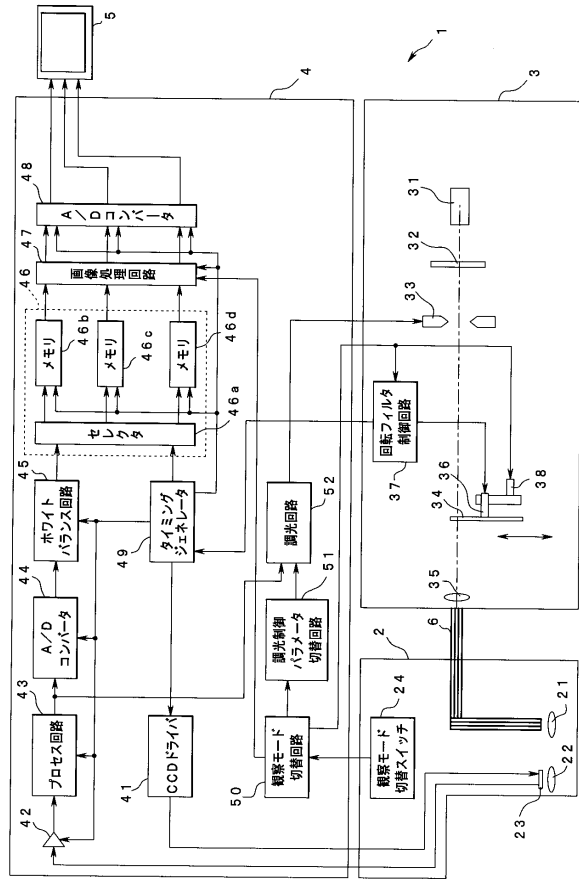 5
4
1
3
48
A/Dコンバータ
47
画像処理回路
46
メモリ
46b
メモリ
46c
メモリ
46d
セレクタ
46a
45
ホワイト
バランス回路
44
A/D
コンバータ
43
プロセス回路
42
49
タイミング
ジェネレータ
41
CCDドライバ
52
調光回路
51
調光制御
パラメータ
切替回路
50
観察モード
切替回路
24
観察モード
切替スイッチ
31
32
33
回転フィルタ
制御回路
37
36
38
34
35
6
2
21
22
23